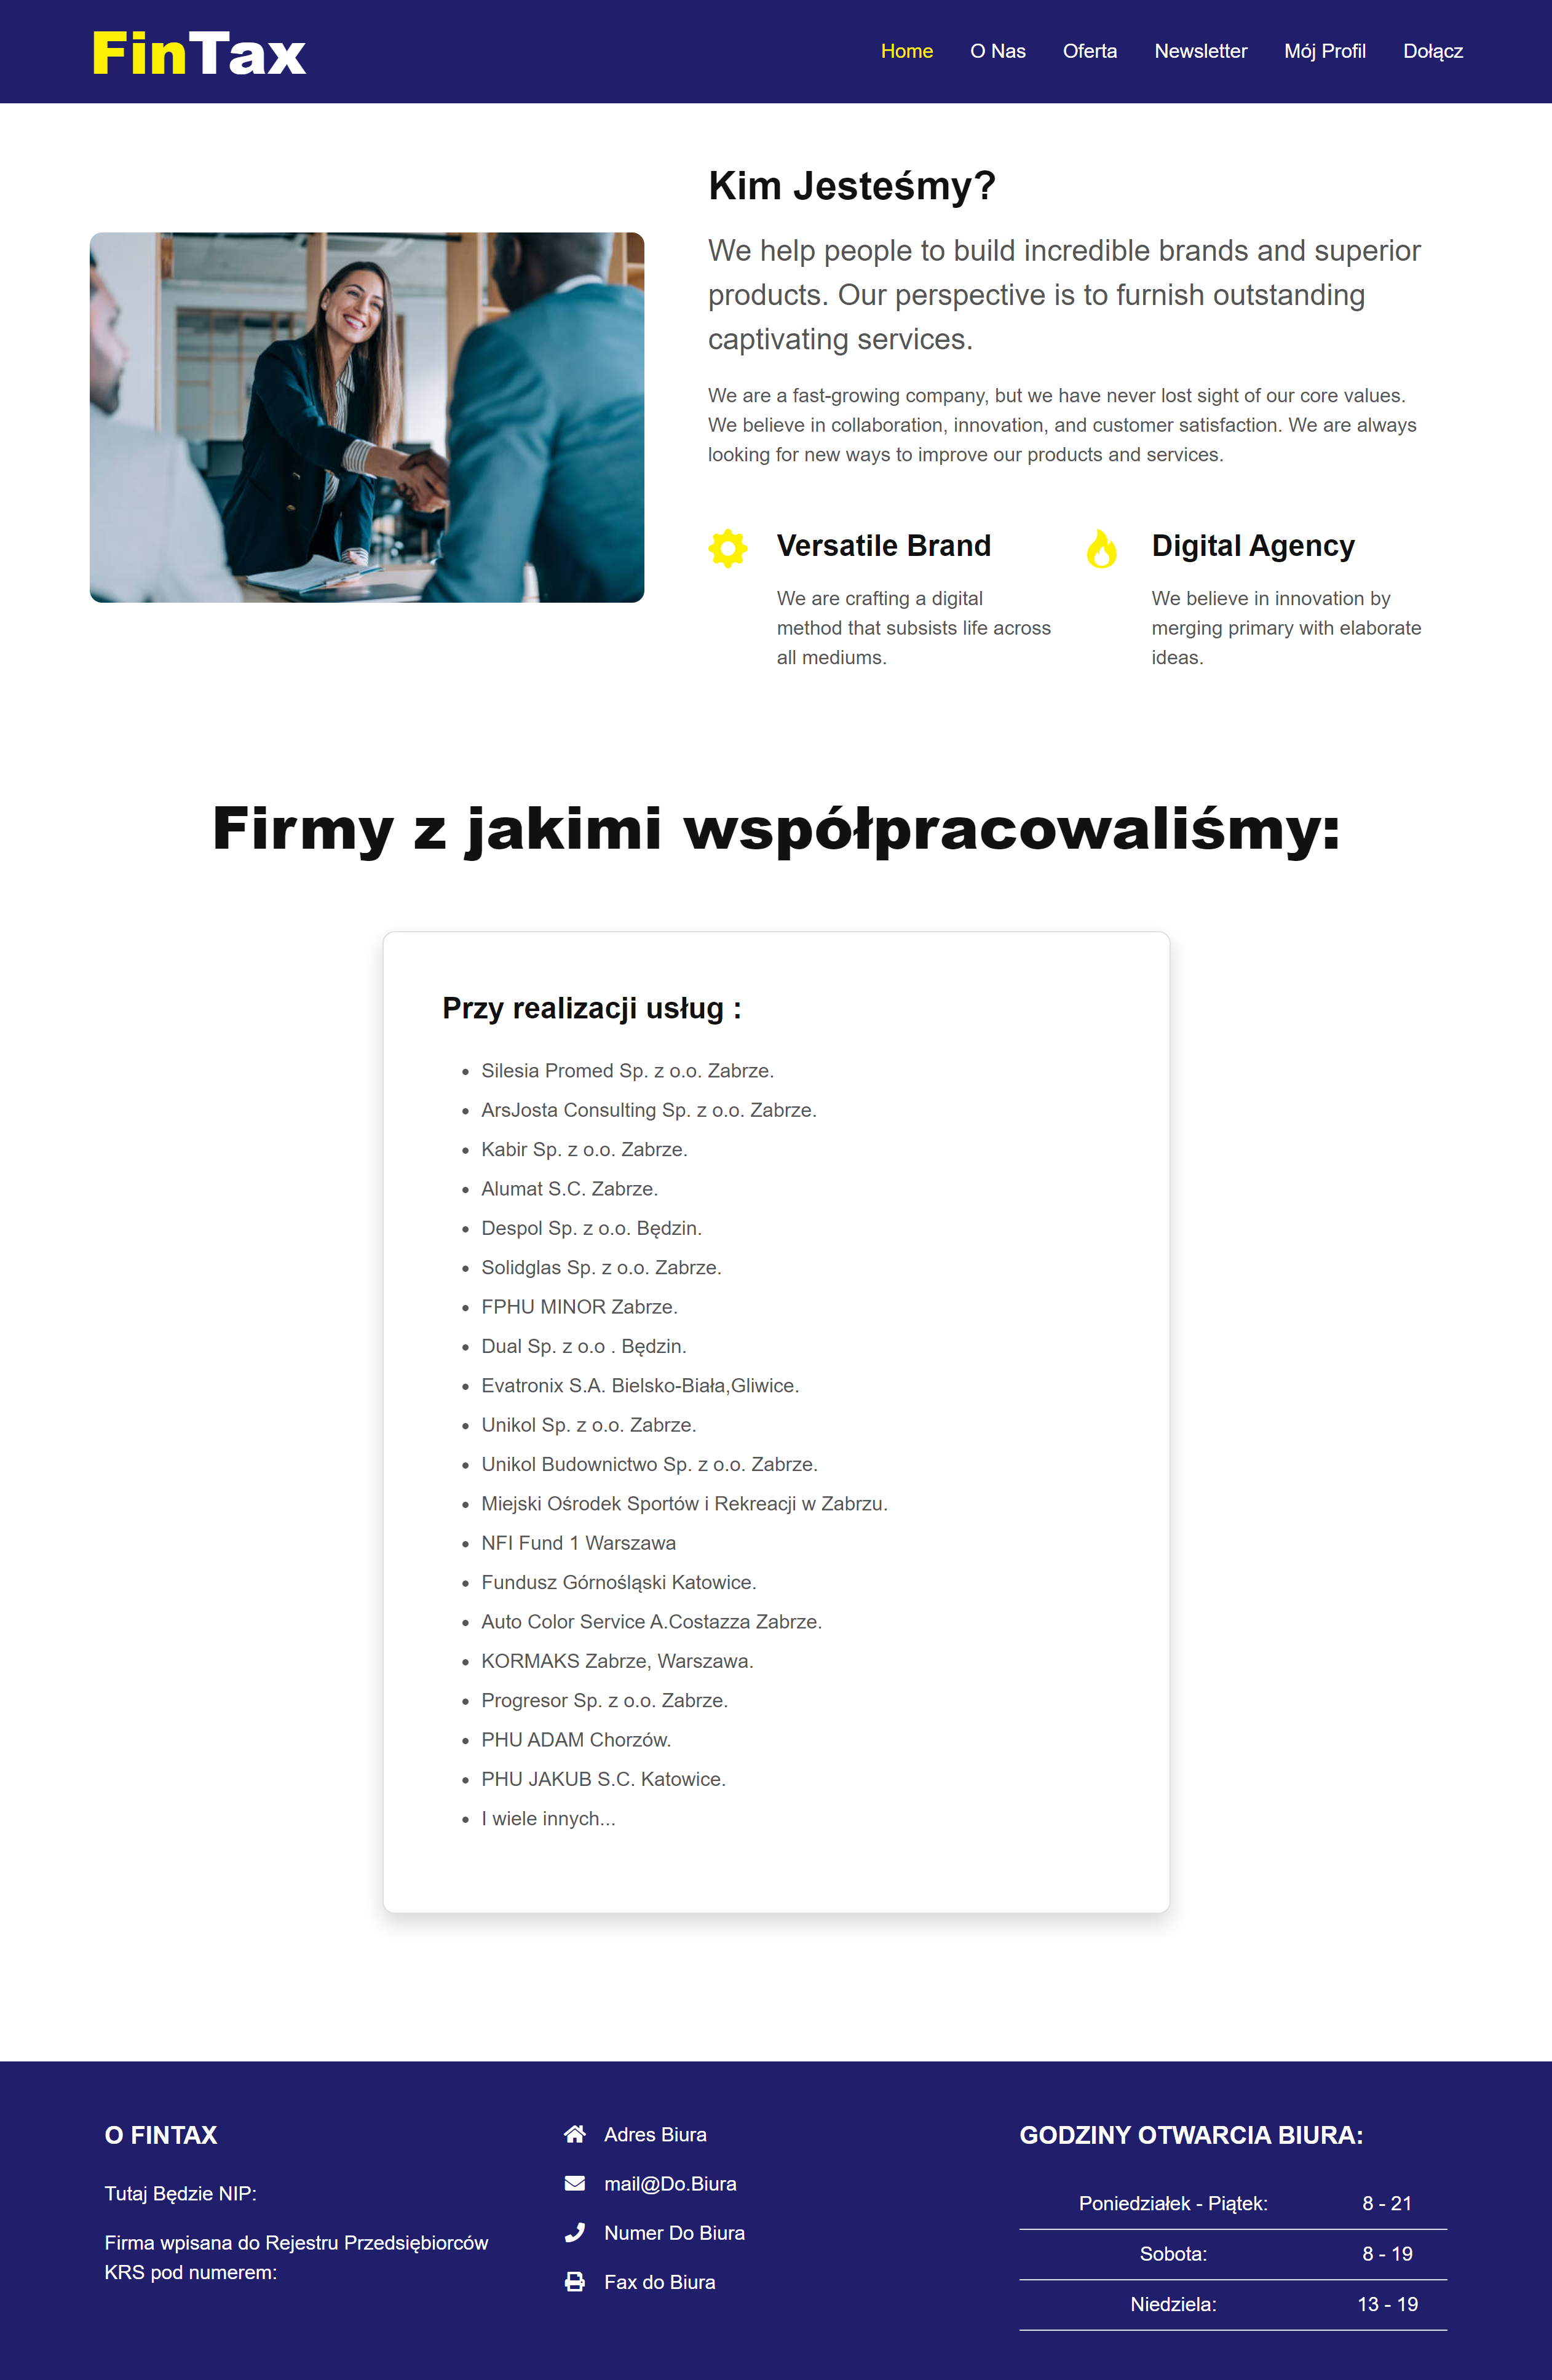 FinTax
Home O Nas Oferta Newsletter Mój Profil Dołącz
Kim Jesteśmy?
We help people to build incredible brands and superior
products. Our perspective is to furnish outstanding
captivating services.
We are a fast-growing company, but we have never lost sight of our core values.
We believe in collaboration, innovation, and customer satisfaction. We are always
looking for new ways to improve our products and services.
Versatile Brand
We are crafting a digital
method that subsists life across
all mediums.
Digital Agency
We believe in innovation by
merging primary with elaborate
ideas.
Firmy z jakimi współpracowaliśmy:
Przy realizacji usług :
Silesia Promed Sp. z o.o. Zabrze.
ArsJosta Consulting Sp. z o.o. Zabrze.
Kabir Sp. z o.o. Zabrze.
Alumat S.C. Zabrze.
Despol Sp. z o.o. Będzin.
Solidglas Sp. z o.o. Zabrze.
FPHU MINOR Zabrze.
Dual Sp. z o.o . Będzin.
Evatronix S.A. Bielsko-Biała,Gliwice.
Unikol Sp. z o.o. Zabrze.
Unikol Budownictwo Sp. z o.o. Zabrze.
Miejski Ośrodek Sportów i Rekreacji w Zabrzu.
NFI Fund 1 Warszawa
Fundusz Górnośląski Katowice.
Auto Color Service A.Costazza Zabrze.
KORMAKS Zabrze, Warszawa.
Progresor Sp. z o.o. Zabrze.
PHU ADAM Chorzów.
PHU JAKUB S.C. Katowice.
I wiele innych...
O FINTAX
Tutaj Będzie NIP:
Firma wpisana do Rejestru Przedsiębiorców
KRS pod numerem:
Adres Biura
mail@Do.Biura
Numer Do Biura
Fax do Biura
GODZINY OTWARCIA BIURA:
Poniedziałek - Piątek: 8 - 21
Sobota: 8 - 19
Niedziela: 13 - 19